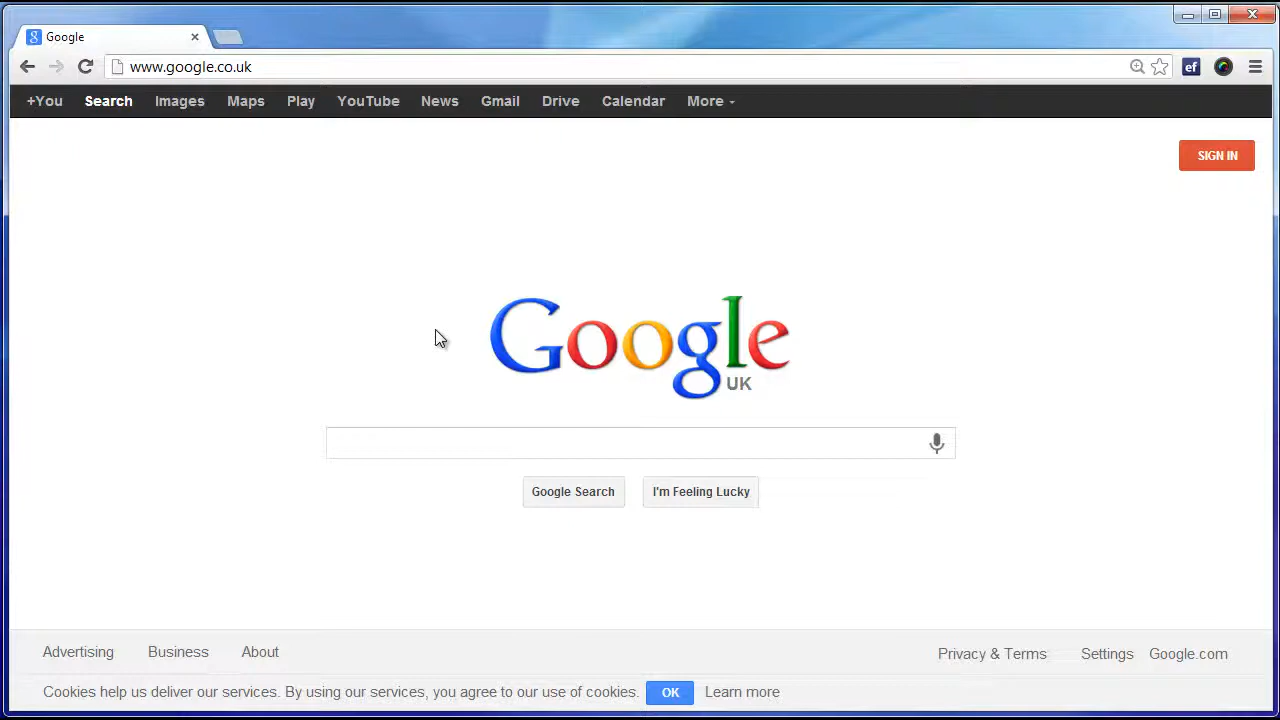 Google
www.google.co.uk
ef
+You Search Images Maps Play YouTube News Gmail Drive Calendar More
SIGN IN
Google
UK
Google Search I'm Feeling Lucky
Advertising Business About Privacy & Terms Settings Google.com
Cookies help us deliver our services. By using our services, you agree to our use of cookies. OK Learn more